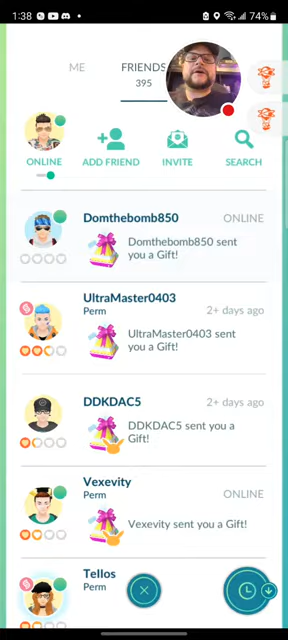 1:38
74%
ME
FRIENDS
395
ONLINE
ADD FRIEND
INVITE
SEARCH
Domthebomb850
ONLINE
Domthebomb850 sent
you a Gift!
UltraMaster0403
Perm
2+ days ago
UltraMaster0403 sent
you a Gift!
DDKDAC5
2+ days ago
DDKDAC5 sent you a
Gift!
Vexevity
Perm
ONLINE
Vexevity sent you a Gift!
Tellos
Perm